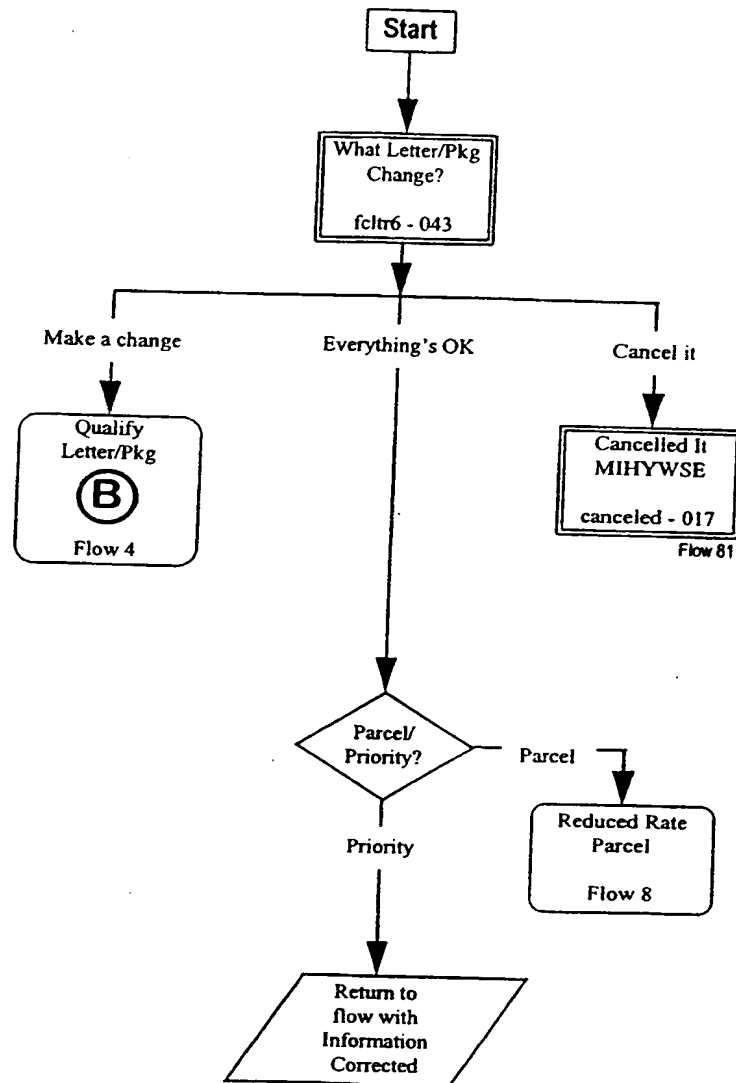 Start
What Letter/Pkg
Change?
fcltr6 - 043
Make a change
Everything's OK
Cancel it
Qualify
Letter/Pkg
B
Flow 4
Cancelled It
MIHYWSE
canceled - 017
Flow 81
Parcel/
Priority?
Parcel
Priority
Reduced Rate
Parcel
Flow 8
Return to
flow with
Information
Corrected